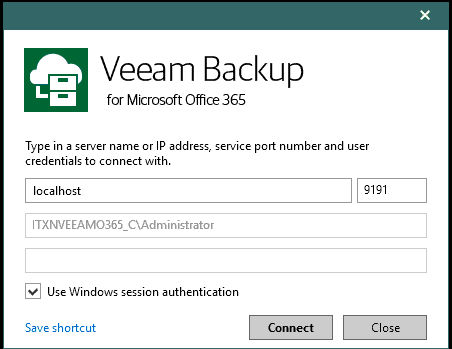 Veeam Backup
for Microsoft Office 365
Type in a server name or IP address, service port number and user
credentials to connect with.
localhost 9191
ITXNVEEAMO365_C\Administrator
Use Windows session authentication
Save shortcut Connect Close